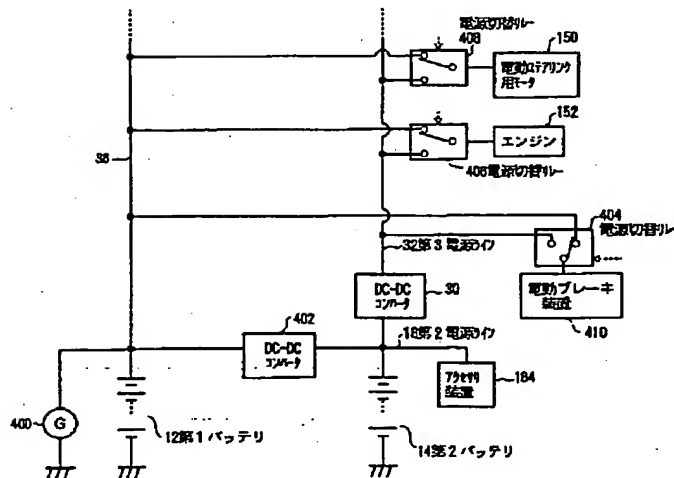 電源切替リレー
408
150
電動ステアリング
用モータ
152
エンジン
406電源切替リレー
38
404
電源切替リレー
32第3電源ライン
DC-DC
コンバータ
30
電動ブレーキ
装置
410
402
DC-DC
コンバータ
18第2電源ライン
アクセサリ
装置
184
400
G
12第1バッテリ
14第2バッテリ